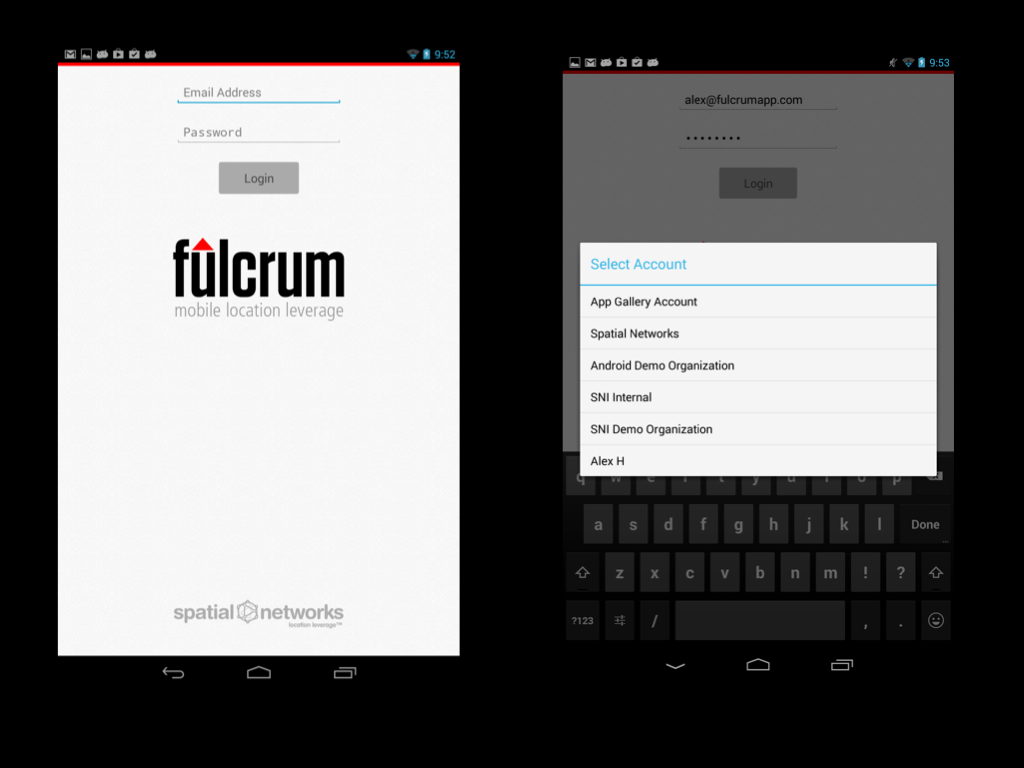 9:52
Email Address
Password
Login
fulcrum
mobile location leverage
spatial networks
location leverage™
9:53
alex@fulcrumapp.com
••••••••
Login
Select Account
App Gallery Account
Spatial Networks
Android Demo Organization
SNI Internal
SNI Demo Organization
Alex H
q w e r t y u i o p
a s d f g h j k l Done
z x c v b n m ! ?
?123 / , .